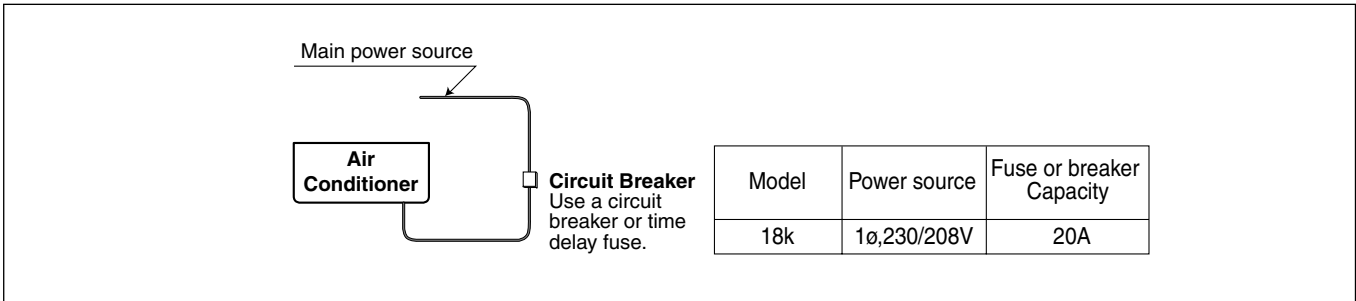 Main power source
Air
Conditioner
Circuit Breaker
Use a circuit
breaker or time
delay fuse.
Model
Power source
Fuse or breaker
Capacity
18k
1ø,230/208V
20A